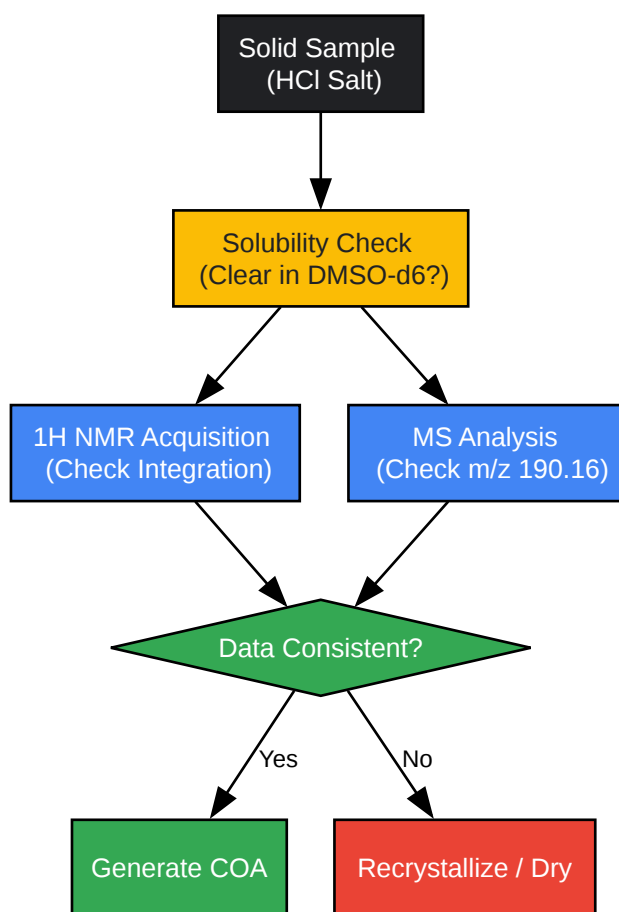 Solid Sample
(HCl Salt)
Solubility Check
(Clear in DMSO-d6?)
1H NMR Acquisition
(Check Integration)
MS Analysis
(Check m/z 190.16)
Data Consistent?
Yes
No
Generate COA
Recrystallize / Dry